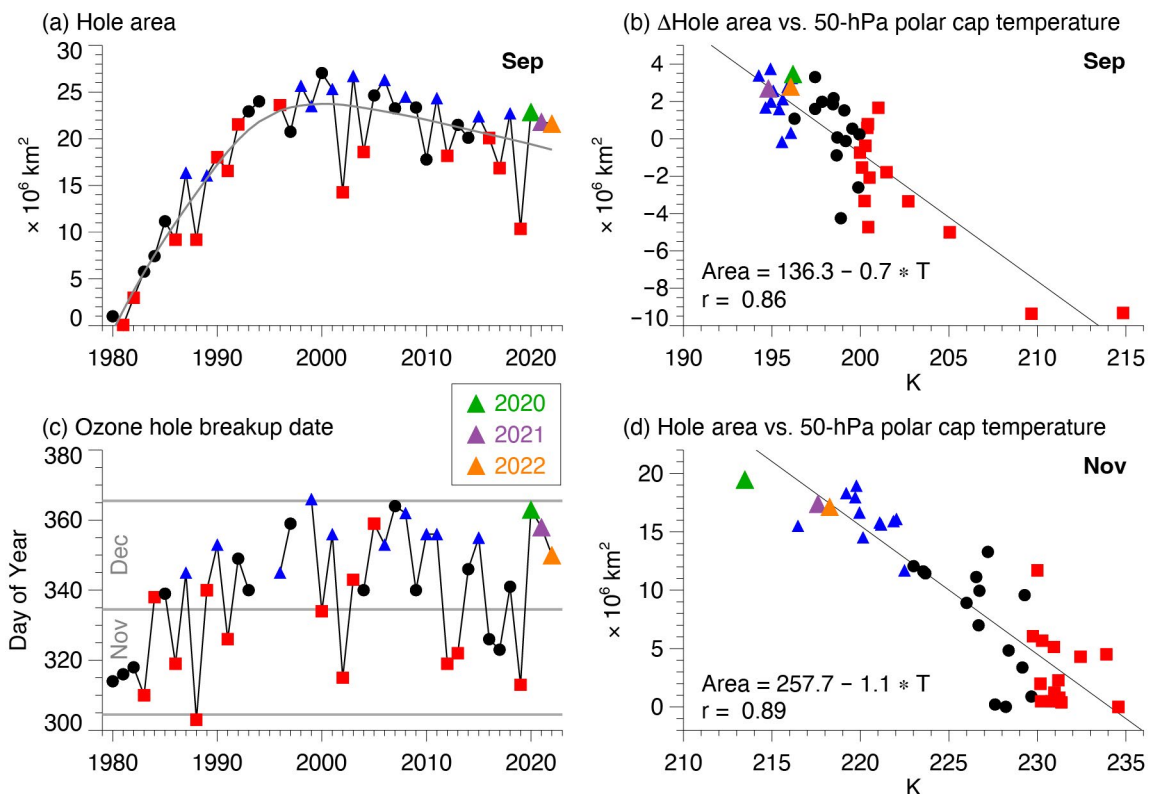 (a) Hole area
Sep
× 10⁶ km²
30
25
20
15
10
5
0
1980 1990 2000 2010 2020
(b) ΔHole area vs. 50-hPa polar cap temperature
Sep
× 10⁶ km²
4
2
0
−2
−4
−6
−8
−10
Area = 136.3 − 0.7 * T
r = 0.86
190 195 200 205 210 215
K
2020
2021
2022
(c) Ozone hole breakup date
Day of Year
380
360
340
320
300
Dec
Nov
1980 1990 2000 2010 2020
(d) Hole area vs. 50-hPa polar cap temperature
Nov
× 10⁶ km²
20
15
10
5
0
Area = 257.7 − 1.1 * T
r = 0.89
210 215 220 225 230 235
K